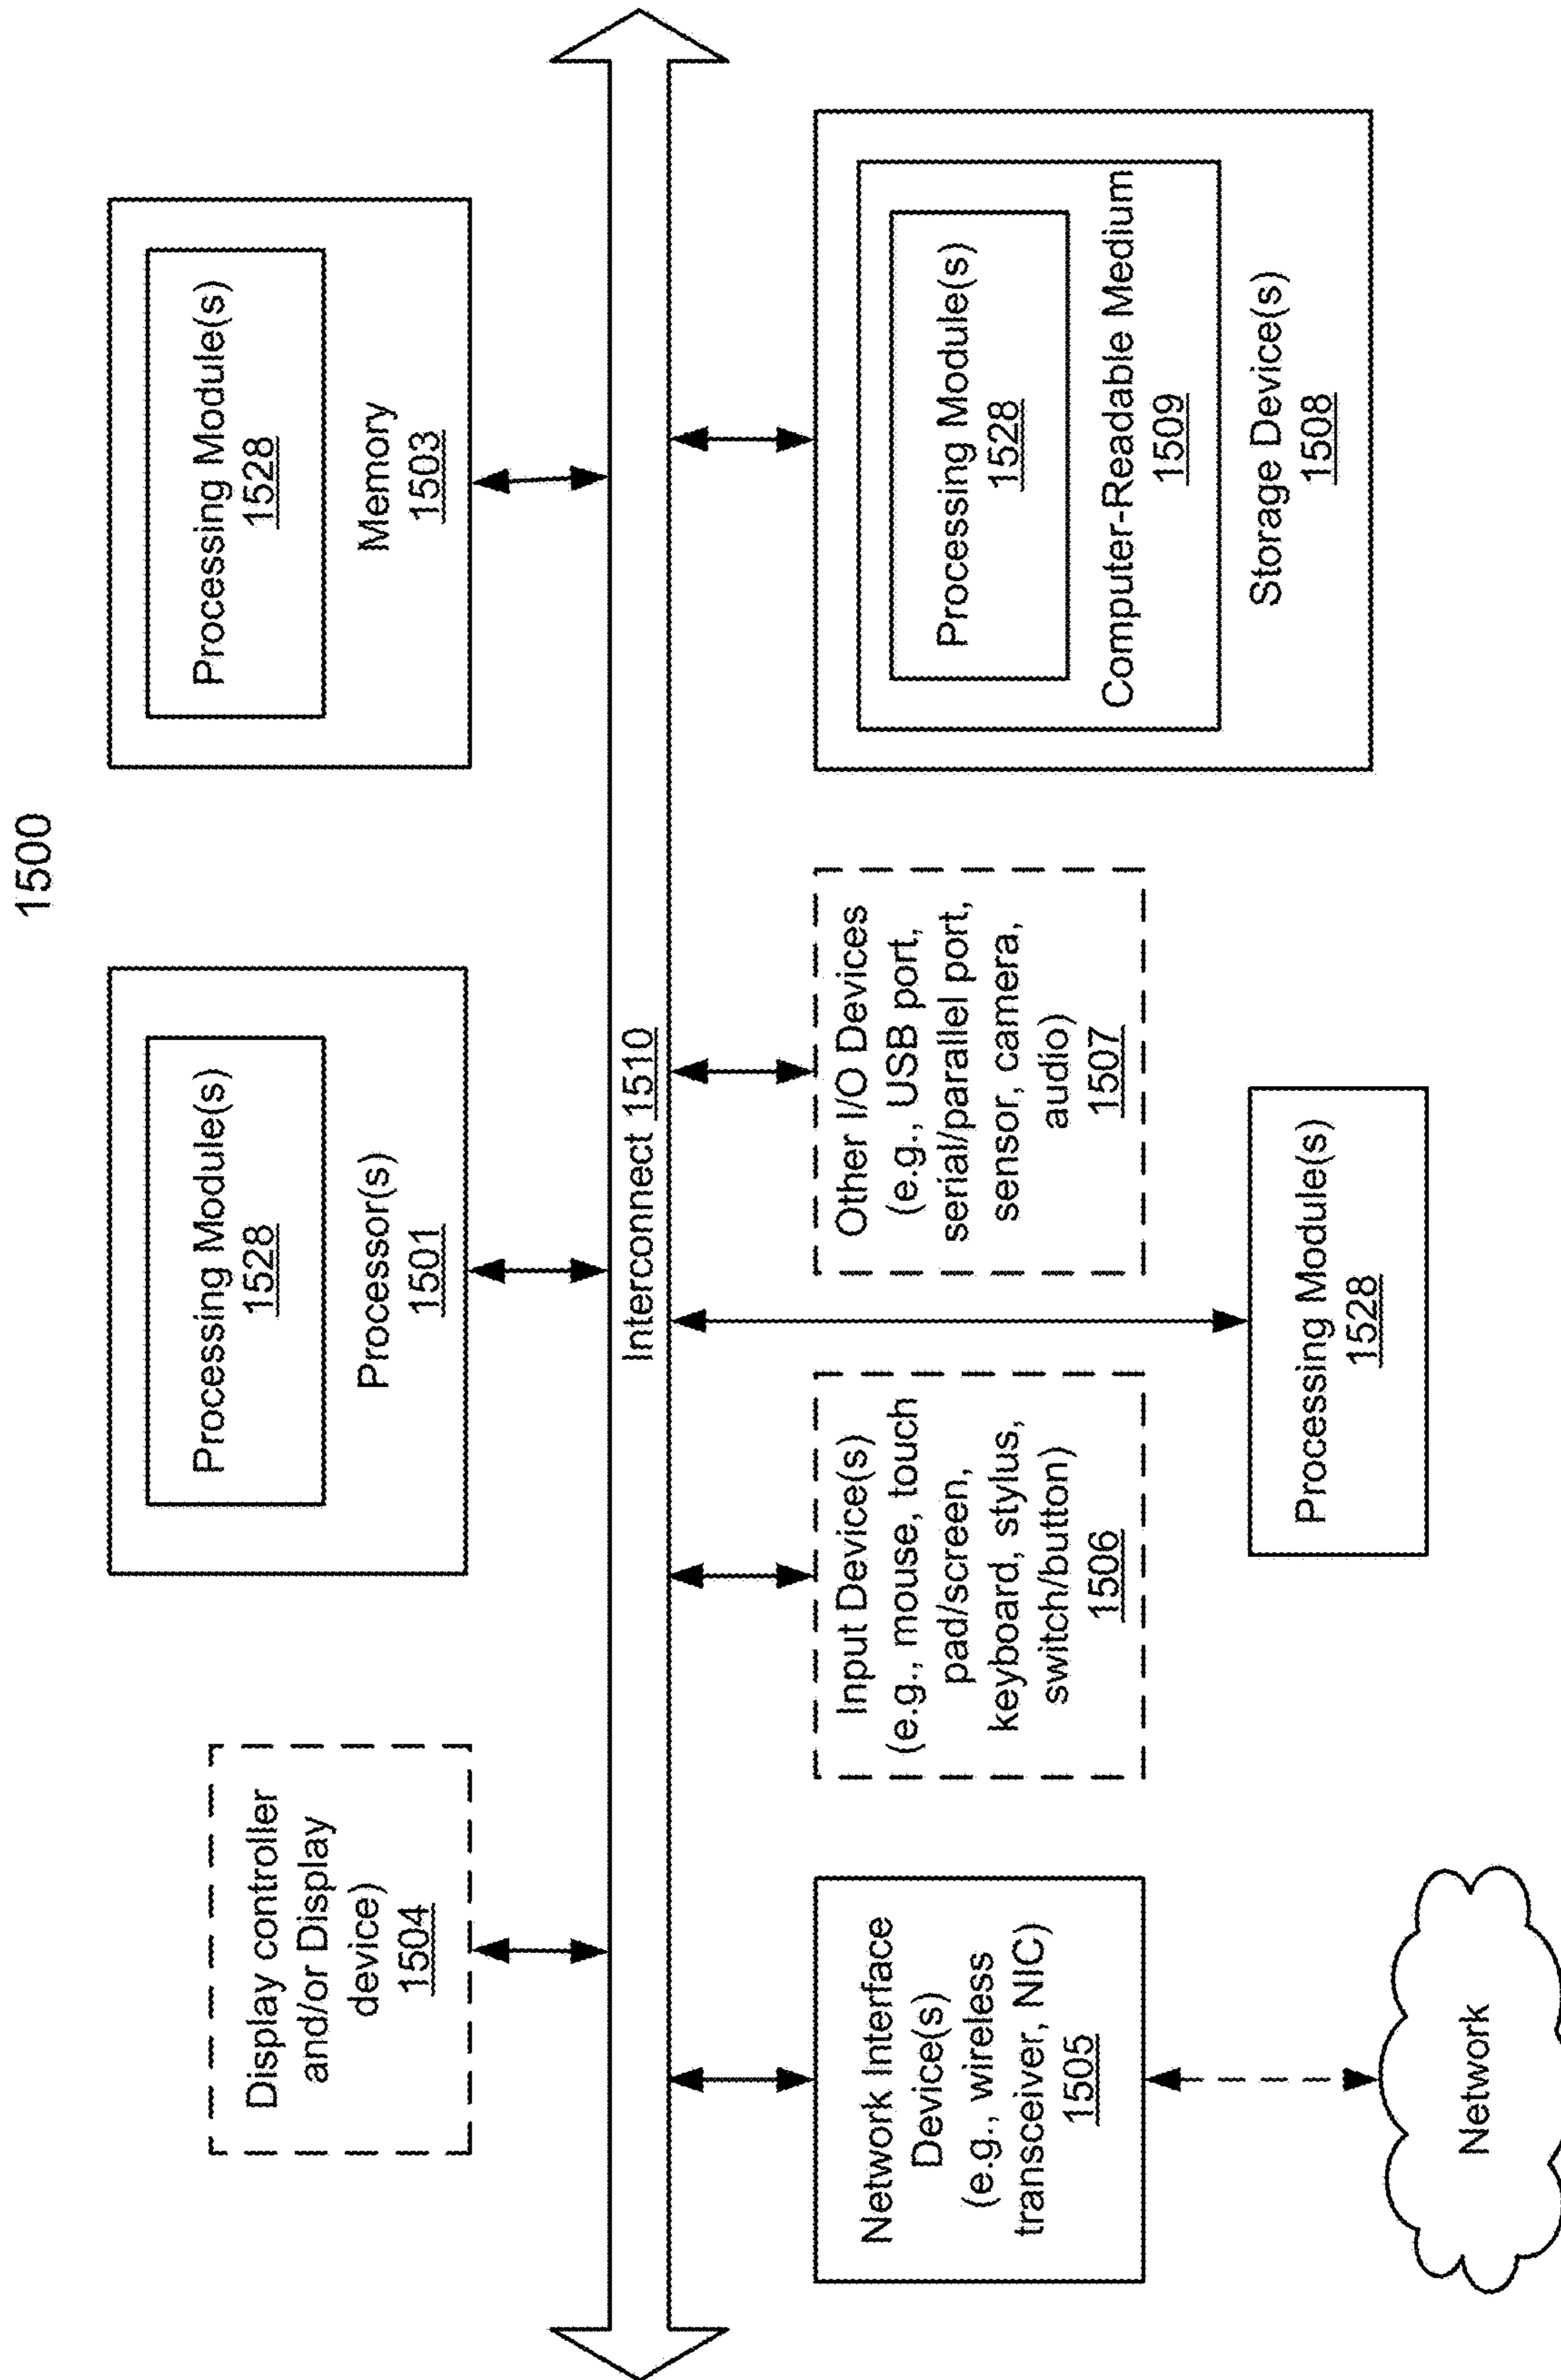 1500
Display controller
and/or Display
device)
1504
Processing Module(s)
1528
Processor(s)
1501
Processing Module(s)
1528
Memory
1503
Interconnect 1510
Network Interface
Device(s)
(e.g., wireless
transceiver, NIC)
1505
Input Device(s)
(e.g., mouse, touch
pad/screen,
keyboard, stylus,
switch/button)
1506
Other I/O Devices
(e.g., USB port,
serial/parallel port,
sensor, camera,
audio)
1507
Processing Module(s)
1528
Computer-Readable Medium
1509
Storage Device(s)
1508
Processing Module(s)
1528
Network